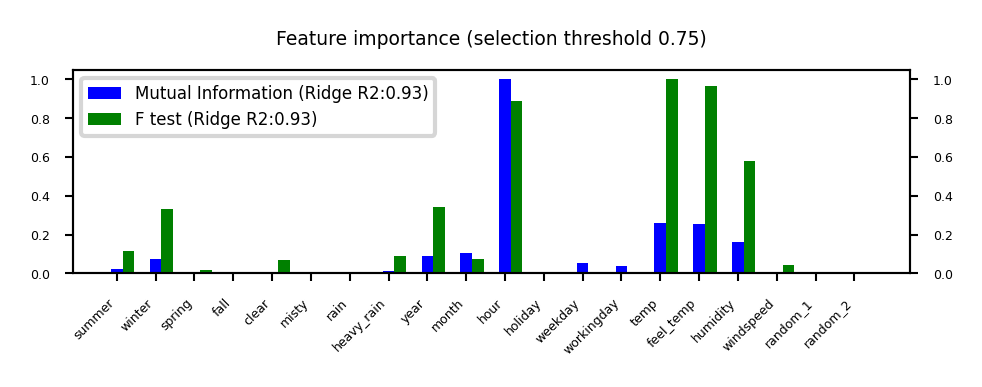 Feature importance (selection threshold 0.75)
Mutual Information (Ridge R2:0.93)
F test (Ridge R2:0.93)
1.0
0.8
0.6
0.4
0.2
0.0
1.0
0.8
0.6
0.4
0.2
0.0
summer
winter
spring
fall
clear
misty
rain
heavy_rain
year
month
hour
holiday
weekday
workingday
temp
feel_temp
humidity
windspeed
random_1
random_2